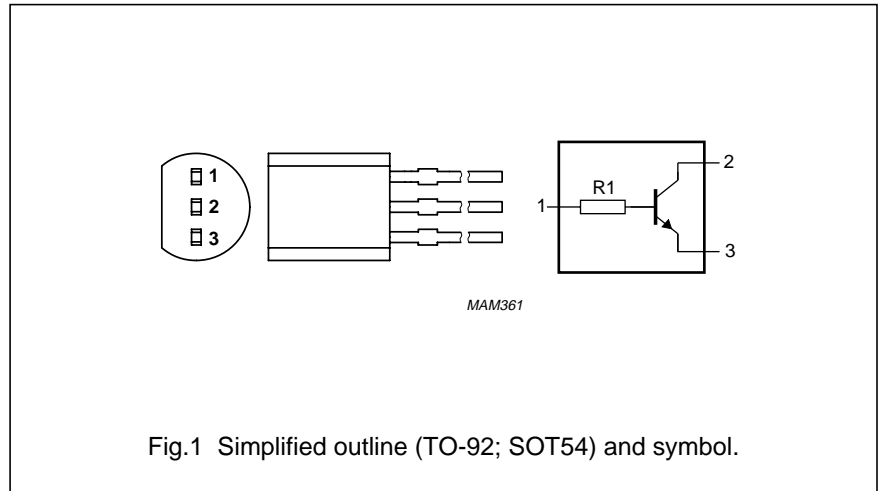 1
2
3
1
R1
2
3
MAM361
Fig.1 Simplified outline (TO-92; SOT54) and symbol.